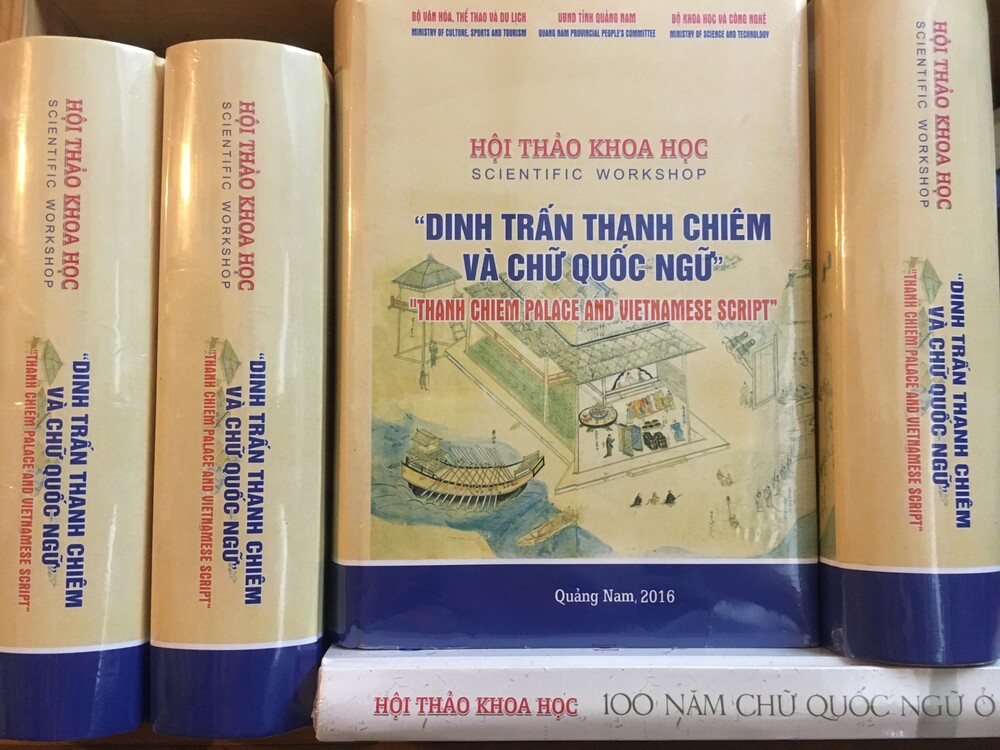 HỘI THẢO KHOA HỌC
SCIENTIFIC WORKSHOP
"DINH TRẤN THANH CHIÊM
VÀ CHỮ QUỐC NGỮ"
"THANH CHIEM PALACE AND VIETNAMESE SCRIPT"
HỘI THẢO KHOA HỌC
SCIENTIFIC WORKSHOP
"DINH TRẤN THANH CHIÊM
VÀ CHỮ QUỐC NGỮ"
"THANH CHIEM PALACE AND VIETNAMESE SCRIPT"
BỘ VĂN HÓA, THỂ THAO VÀ DU LỊCH
MINISTRY OF CULTURE, SPORTS AND TOURISM
UBND TỈNH QUẢNG NAM
QUANG NAM PROVINCIAL PEOPLE'S COMMITTEE
BỘ KHOA HỌC VÀ CÔNG NGHỆ
MINISTRY OF SCIENCE AND TECHNOLOGY
HỘI THẢO KHOA HỌC
SCIENTIFIC WORKSHOP
"DINH TRẤN THANH CHIÊM
VÀ CHỮ QUỐC NGỮ"
"THANH CHIEM PALACE AND VIETNAMESE SCRIPT"
Quảng Nam, 2016
HỘI THẢO KHOA HỌC
SCIENTIFIC WORKSHOP
"DINH TRẤN THANH CHIÊM
VÀ CHỮ QUỐC NGỮ"
"THANH CHIEM PALACE AND VIETNAMESE SCRIPT"
HỘI THẢO KHOA HỌC 100 NĂM CHỮ QUỐC NGỮ Ở